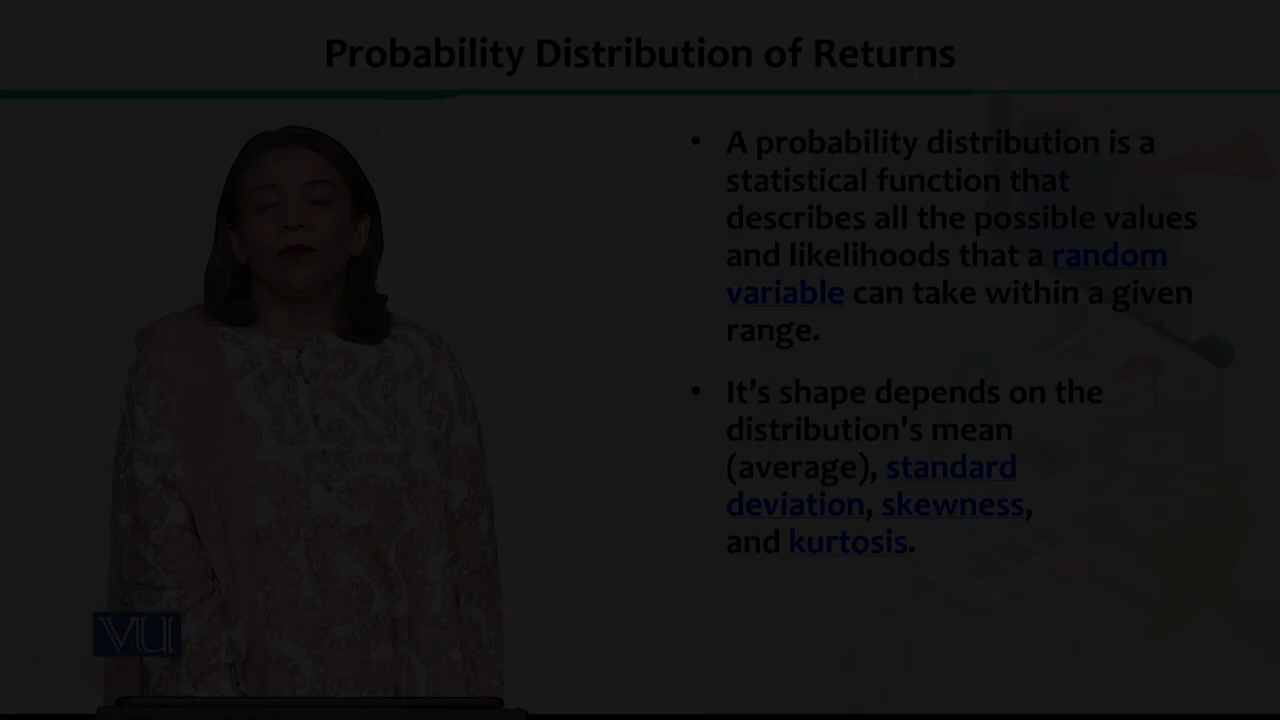 Probability Distribution of Returns
• A probability distribution is a
statistical function that
describes all the possible values
and likelihoods that a random
variable can take within a given
range.
• It’s shape depends on the
distribution's mean
(average), standard
deviation, skewness,
and kurtosis.
VU